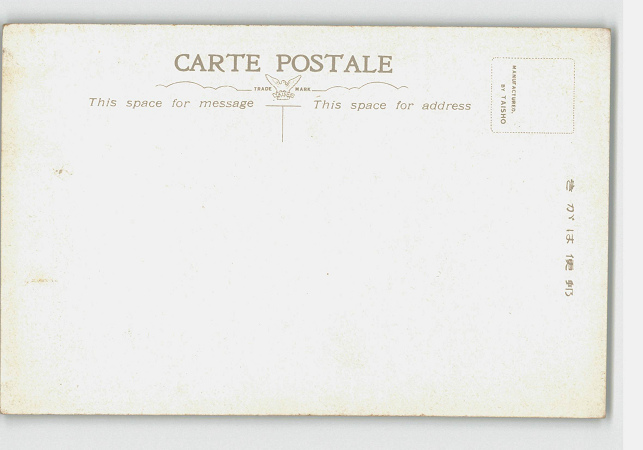 CARTE POSTALE
TRADE MARK
This space for message
This space for address
MANUFACTURED.
BY TAISHO
郵便はがき